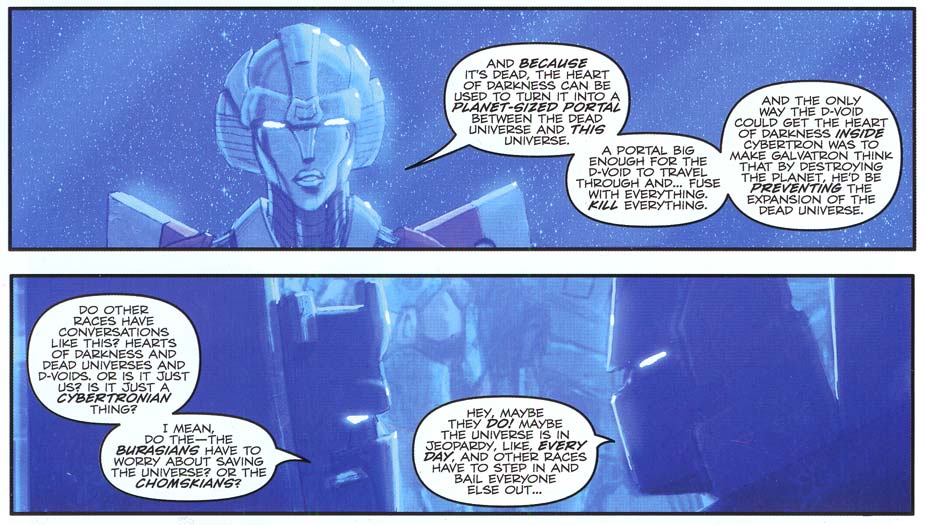 AND BECAUSE
IT'S DEAD, THE HEART
OF DARKNESS CAN BE
USED TO TURN IT INTO A
PLANET-SIZED PORTAL
BETWEEN THE DEAD
UNIVERSE AND THIS
UNIVERSE.
A PORTAL BIG
ENOUGH FOR THE
D-VOID TO TRAVEL
THROUGH AND... FUSE
WITH EVERYTHING.
KILL EVERYTHING.
AND THE ONLY
WAY THE D-VOID
COULD GET THE HEART
OF DARKNESS INSIDE
CYBERTRON WAS TO
MAKE GALVATRON THINK
THAT BY DESTROYING
THE PLANET, HE'D BE
PREVENTING THE
EXPANSION OF THE
DEAD UNIVERSE.
DO OTHER
RACES HAVE
CONVERSATIONS
LIKE THIS? HEARTS
OF DARKNESS AND
DEAD UNIVERSES AND
D-VOIDS. OR IS IT JUST
US? IS IT JUST A
CYBERTRONIAN
THING?
I MEAN,
DO THE—THE
BURASIANS HAVE TO
WORRY ABOUT SAVING
THE UNIVERSE? OR THE
CHOMSKIANS?
HEY, MAYBE
THEY DO! MAYBE
THE UNIVERSE IS IN
JEOPARDY, LIKE, EVERY
DAY, AND OTHER RACES
HAVE TO STEP IN AND
BAIL EVERYONE
ELSE OUT...